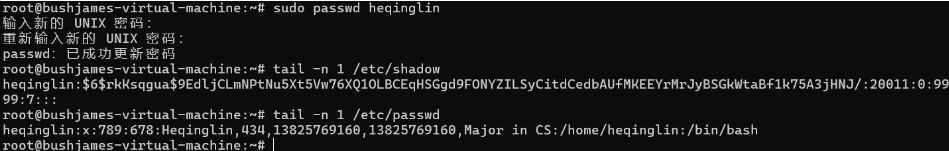 root@bushjames-virtual-machine:~# sudo passwd heqinglin
输入新的 UNIX 密码:
重新输入新的 UNIX 密码:
passwd: 已成功更新密码
root@bushjames-virtual-machine:~# tail -n 1 /etc/shadow
heqinglin:$6$rkKsqgua$9EdljCLmNPtNu5Xt5Vw76XQ1OLBCEqHSGgd9FONYZILSyCitdCedbAUfMKEEYrMrJyBSGkWtaBf1k75A3jHNJ/:20011:0:99
99:7:::
root@bushjames-virtual-machine:~# tail -n 1 /etc/passwd
heqinglin:x:789:678:Heqinglin,434,13825769160,13825769160,Major in CS:/home/heqinglin:/bin/bash
root@bushjames-virtual-machine:~#